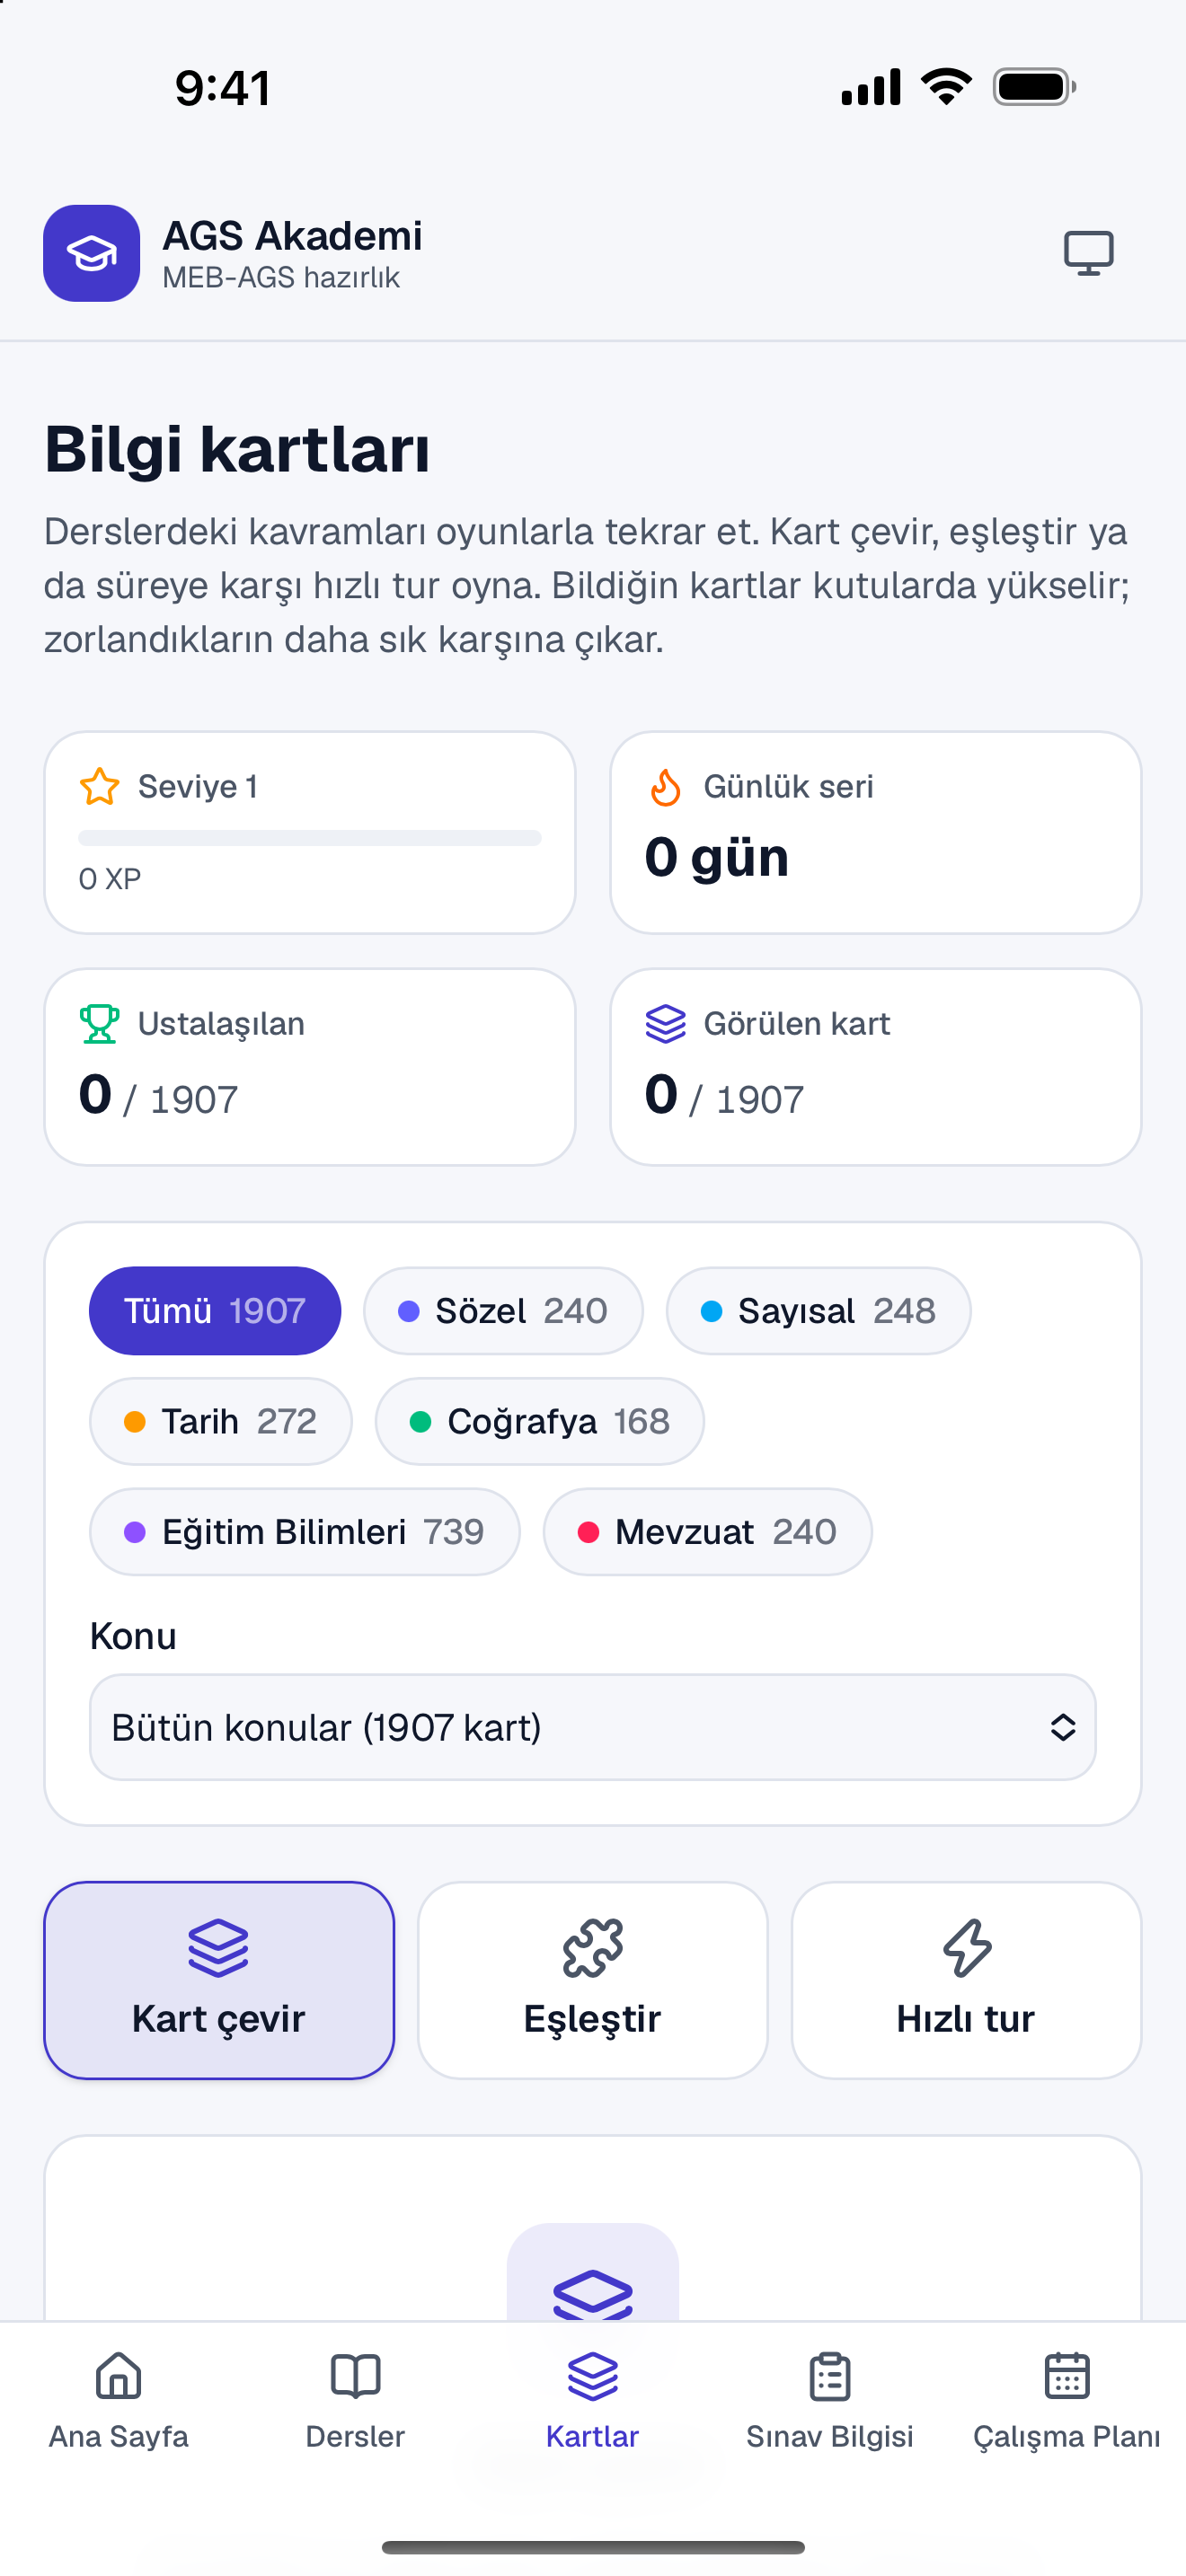 9:41
AGS Akademi
MEB-AGS hazırlık
Bilgi kartları
Derslerdeki kavramları oyunlarla tekrar et. Kart çevir, eşleştir ya
da süreye karşı hızlı tur oyna. Bildiğin kartlar kutularda yükselir;
zorlandıkların daha sık karşına çıkar.
Seviye 1
0 XP
Günlük seri
0 gün
Ustalaşılan
0 / 1907
Görülen kart
0 / 1907
Tümü 1907
Sözel 240
Sayısal 248
Tarih 272
Coğrafya 168
Eğitim Bilimleri 739
Mevzuat 240
Konu
Bütün konular (1907 kart)
Kart çevir
Eşleştir
Hızlı tur
Ana Sayfa
Dersler
Kartlar
Sınav Bilgisi
Çalışma Planı